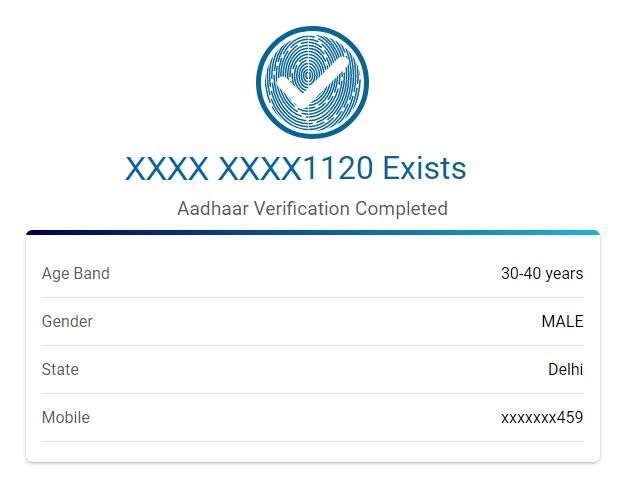 XXXX XXXX1120 Exists
Aadhaar Verification Completed
Age Band 30-40 years
Gender MALE
State Delhi
Mobile xxxxxxx459